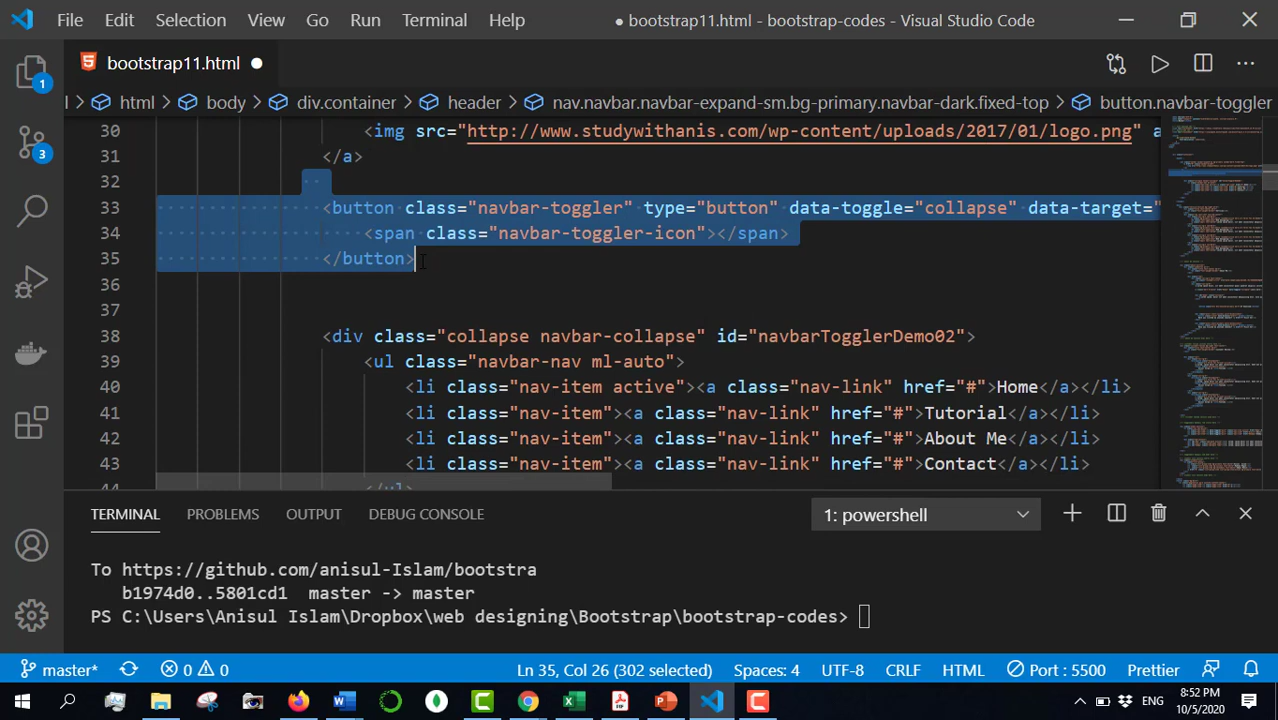 File Edit Selection View Go Run Terminal Help ● bootstrap11.html - bootstrap-codes - Visual Studio Code
1 bootstrap11.html
html > body > div.container > header > nav.navbar.navbar-expand-sm.bg-primary.navbar-dark.fixed-top > button.navbar-toggler
30 <img src="http://www.studywithanis.com/wp-content/uploads/2017/01/logo.png" a
31 </a>
32
33 <button class="navbar-toggler" type="button" data-toggle="collapse" data-target="
34 <span class="navbar-toggler-icon"></span>
35 </button>
36
37
38 <div class="collapse navbar-collapse" id="navbarTogglerDemo02">
39 <ul class="navbar-nav ml-auto">
40 <li class="nav-item active"><a class="nav-link" href="#">Home</a></li>
41 <li class="nav-item"><a class="nav-link" href="#">Tutorial</a></li>
42 <li class="nav-item"><a class="nav-link" href="#">About Me</a></li>
43 <li class="nav-item"><a class="nav-link" href="#">Contact</a></li>
44 </ul>
3
TERMINAL PROBLEMS OUTPUT DEBUG CONSOLE 1: powershell
To https://github.com/anisul-Islam/bootstra
b1974d0..5801cd1 master -> master
PS C:\Users\Anisul Islam\Dropbox\web designing\Bootstrap\bootstrap-codes>
master* 0 0 Ln 35, Col 26 (302 selected) Spaces: 4 UTF-8 CRLF HTML Port : 5500 Prettier
ENG 8:52 PM
10/5/2020